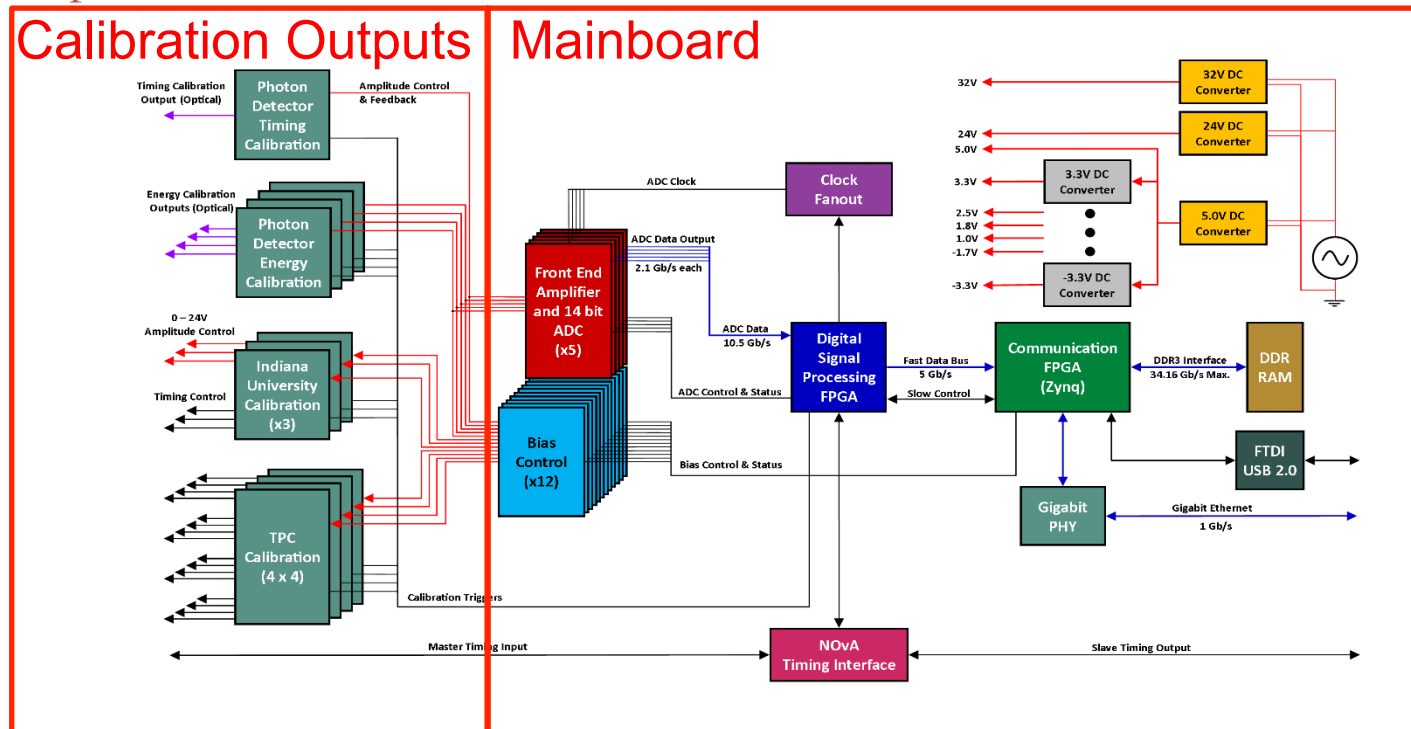 Calibration Outputs
Mainboard
Timing Calibration
Output (Optical)
Photon
Detector
Timing
Calibration
Amplitude Control
& Feedback
Energy Calibration
Outputs (Optical)
Photon
Detector
Energy
Calibration
0 – 24V
Amplitude Control
Timing Control
Indiana
University
Calibration
(x3)
TPC
Calibration
(4 x 4)
Calibration Triggers
Master Timing Input
ADC Clock
Clock
Fanout
ADC Data Output
2.1 Gb/s each
Front End
Amplifier
and 14 bit
ADC
(x5)
ADC Data
10.5 Gb/s
Digital
Signal
Processing
FPGA
ADC Control & Status
Bias
Control
(x12)
Bias Control & Status
Fast Data Bus
5 Gb/s
Slow Control
Communication
FPGA
(Zynq)
DDR3 Interface
34.16 Gb/s Max.
DDR
RAM
FTDI
USB 2.0
Gigabit
PHY
Gigabit Ethernet
1 Gb/s
NOvA
Timing Interface
Slave Timing Output
32V
32V DC
Converter
24V
24V DC
Converter
5.0V
3.3V
3.3V DC
Converter
2.5V
1.8V
1.0V
-1.7V
5.0V DC
Converter
-3.3V
-3.3V DC
Converter